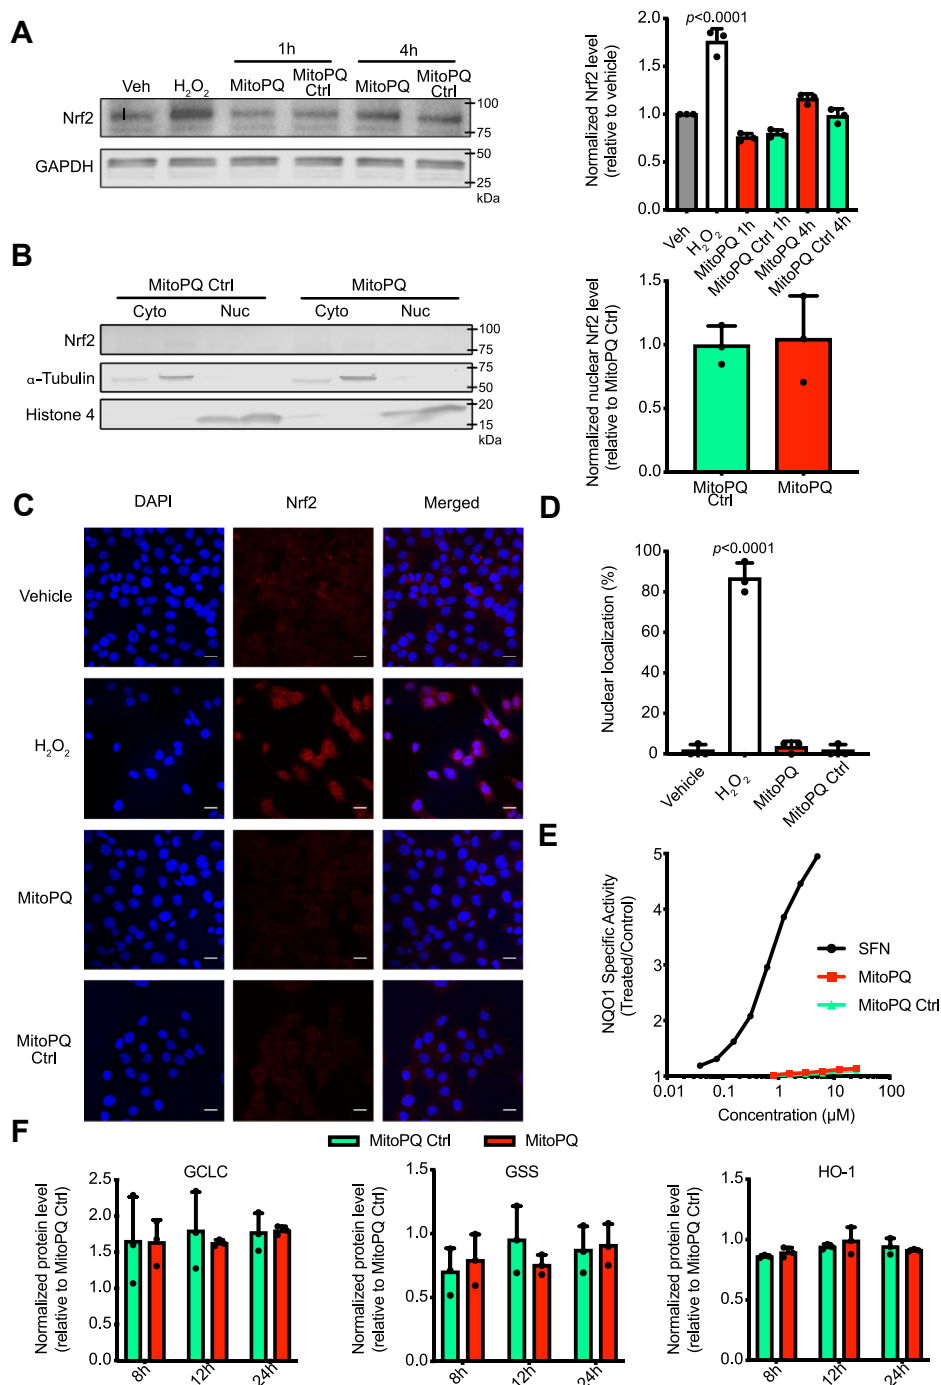 A
1h
4h
Veh
H₂O₂
MitoPQ
MitoPQ Ctrl
MitoPQ
MitoPQ Ctrl
Nrf2
100
75
GAPDH
50
25
kDa
Normalized Nrf2 level
(relative to vehicle)
2.0
1.5
1.0
0.5
0.0
p<0.0001
Veh
H₂O₂
MitoPQ 1h
MitoPQ Ctrl 1h
MitoPQ 4h
MitoPQ Ctrl 4h
B
MitoPQ Ctrl
MitoPQ
Cyto
Nuc
Cyto
Nuc
Nrf2
100
75
α-Tubulin
75
50
Histone 4
20
15
kDa
Normalized nuclear Nrf2 level
(relative to MitoPQ Ctrl)
1.5
1.0
0.5
0.0
MitoPQ
Ctrl
MitoPQ
C
DAPI
Nrf2
Merged
Vehicle
H₂O₂
MitoPQ
MitoPQ
Ctrl
D
Nuclear localization (%)
100
80
60
40
20
0
p<0.0001
Vehicle
H₂O₂
MitoPQ
MitoPQ Ctrl
E
NQO1 Specific Activity
(Treated/Control)
5
4
3
2
1
0.01
0.1
1
10
100
Concentration (µM)
SFN
MitoPQ
MitoPQ Ctrl
F
MitoPQ Ctrl
MitoPQ
GCLC
Normalized protein level
(relative to MitoPQ Ctrl)
2.5
2.0
1.5
1.0
0.5
0.0
8h
12h
24h
GSS
Normalized protein level
(relative to MitoPQ Ctrl)
1.5
1.0
0.5
0.0
8h
12h
24h
HO-1
Normalized protein level
(relative to MitoPQ Ctrl)
1.5
1.0
0.5
0.0
8h
12h
24h